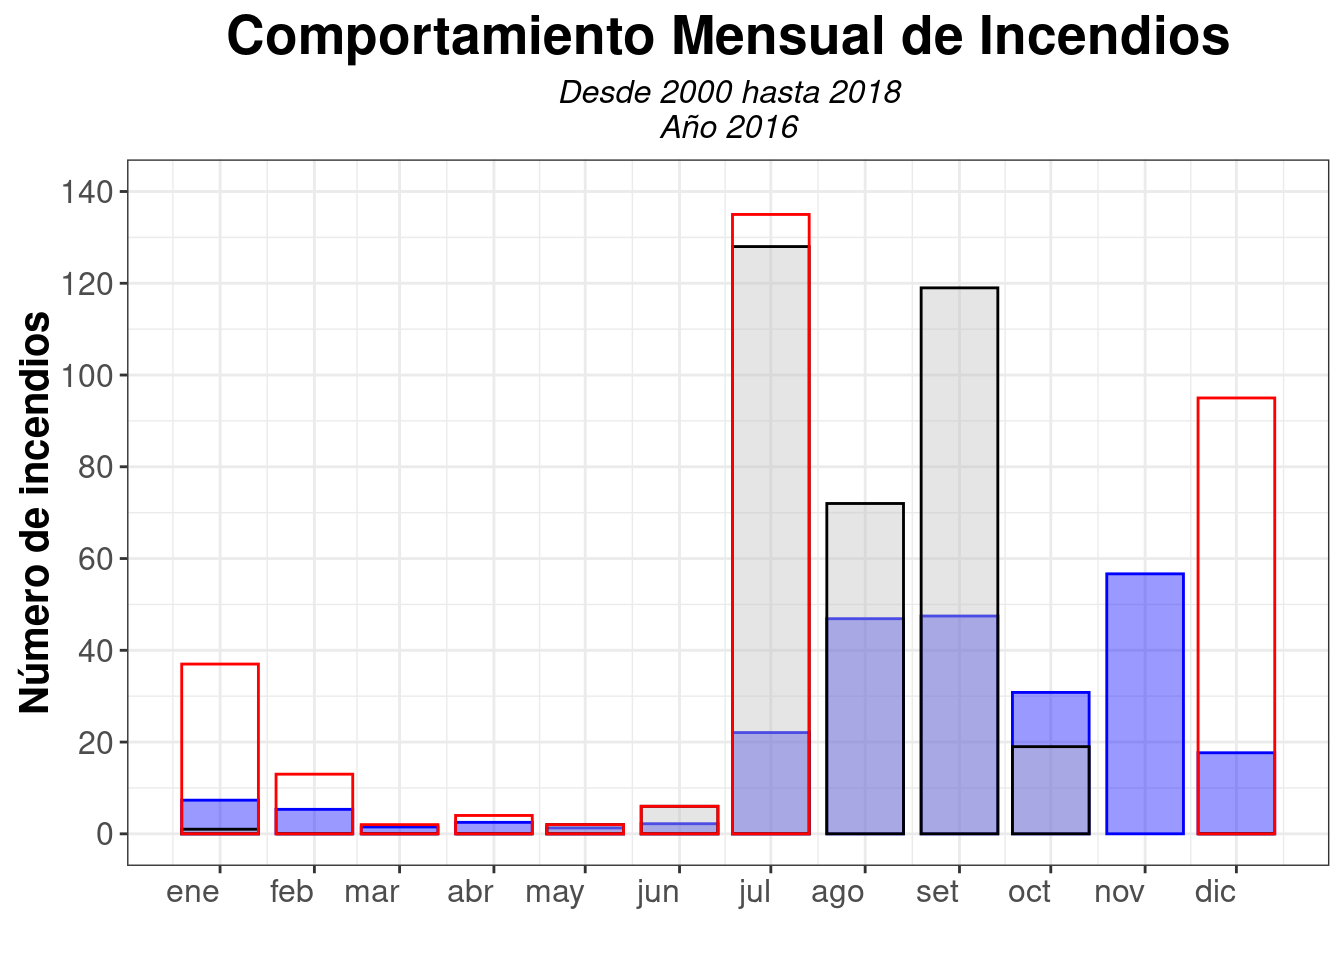 Comportamiento Mensual de Incendios
Desde 2000 hasta 2018
Año 2016
Número de incendios
140
120
100
80
60
40
20
0
ene feb mar abr may jun jul ago set oct nov dic